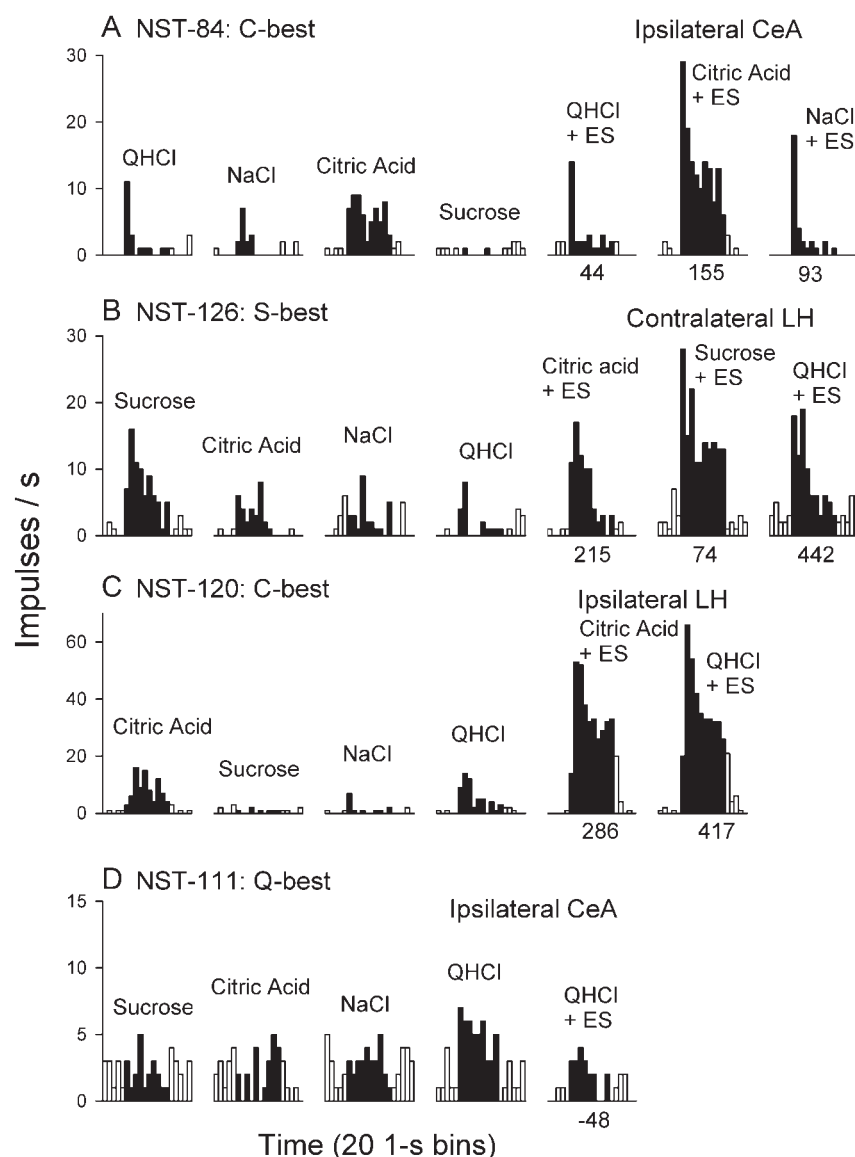 A NST-84: C-best
Ipsilateral CeA
30
20
10
0
QHCl
NaCl
Citric Acid
Sucrose
QHCl
+ ES
Citric Acid
+ ES
NaCl
+ ES
44
155
93
B NST-126: S-best
Contralateral LH
30
20
10
0
Sucrose
Citric Acid
NaCl
QHCl
Citric acid
+ ES
Sucrose
+ ES
QHCl
+ ES
215
74
442
Impulses / s
C NST-120: C-best
Ipsilateral LH
60
40
20
0
Citric Acid
Sucrose
NaCl
QHCl
Citric Acid
+ ES
QHCl
+ ES
286
417
D NST-111: Q-best
Ipsilateral CeA
15
10
5
0
Sucrose
Citric Acid
NaCl
QHCl
QHCl
+ ES
-48
Time (20 1-s bins)